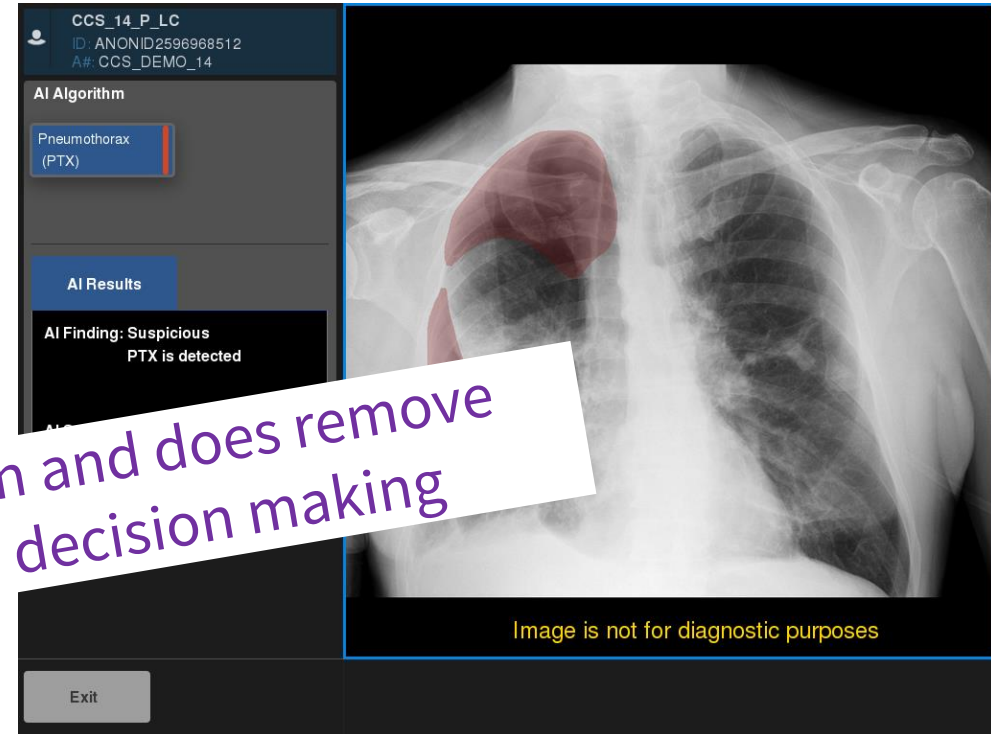 CCS_14_P_LC
ID: ANONID2596968512
A#: CCS_DEMO_14
AI Algorithm
Pneumothorax
(PTX)
AI Results
AI Finding: Suspicious
PTX is detected
and does remove
decision making
Image is not for diagnostic purposes
Exit